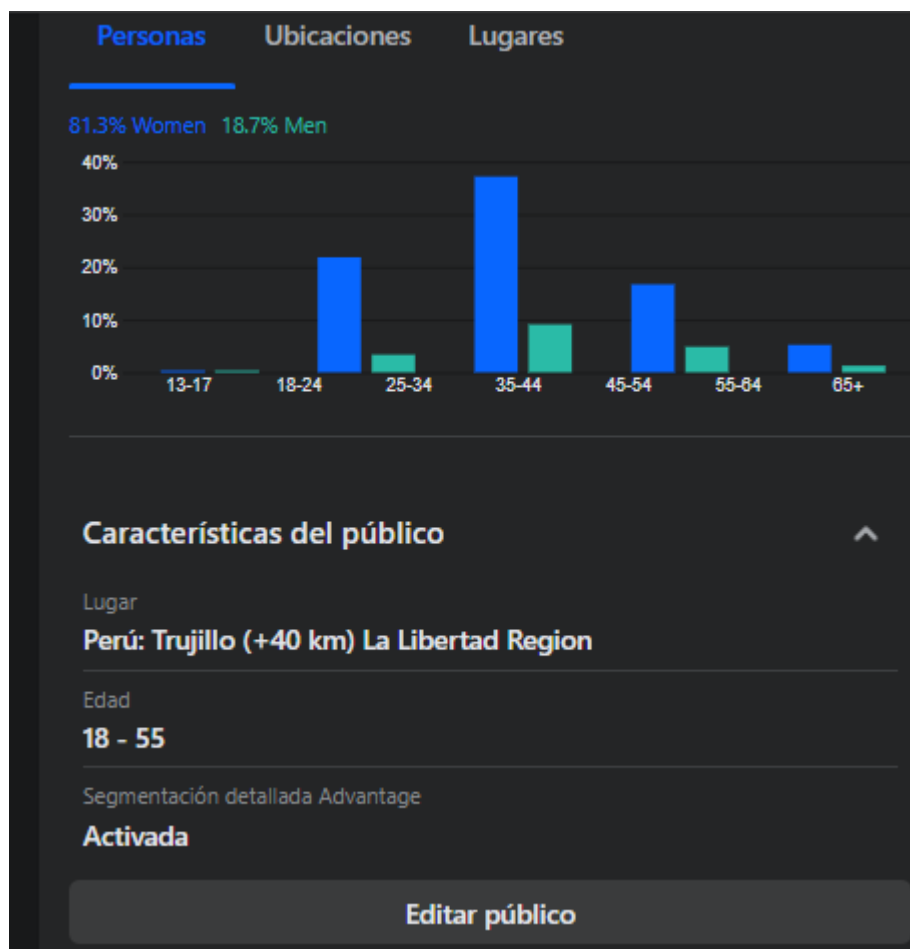 Personas Ubicaciones Lugares
81.3% Women 18.7% Men
40%
30%
20%
10%
0%
13-17 18-24 25-34 35-44 45-54 55-64 65+
Características del público
Lugar
Perú: Trujillo (+40 km) La Libertad Region
Edad
18 - 55
Segmentación detallada Advantage
Activada
Editar público